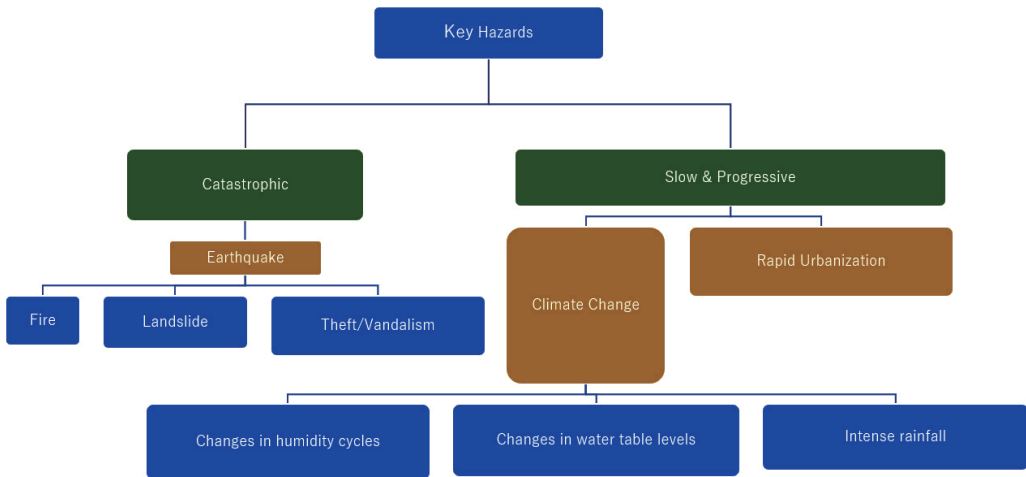 Key Hazards
Catastrophic
Slow & Progressive
Earthquake
Rapid Urbanization
Climate Change
Fire
Landslide
Theft/Vandalism
Changes in humidity cycles
Changes in water table levels
Intense rainfall